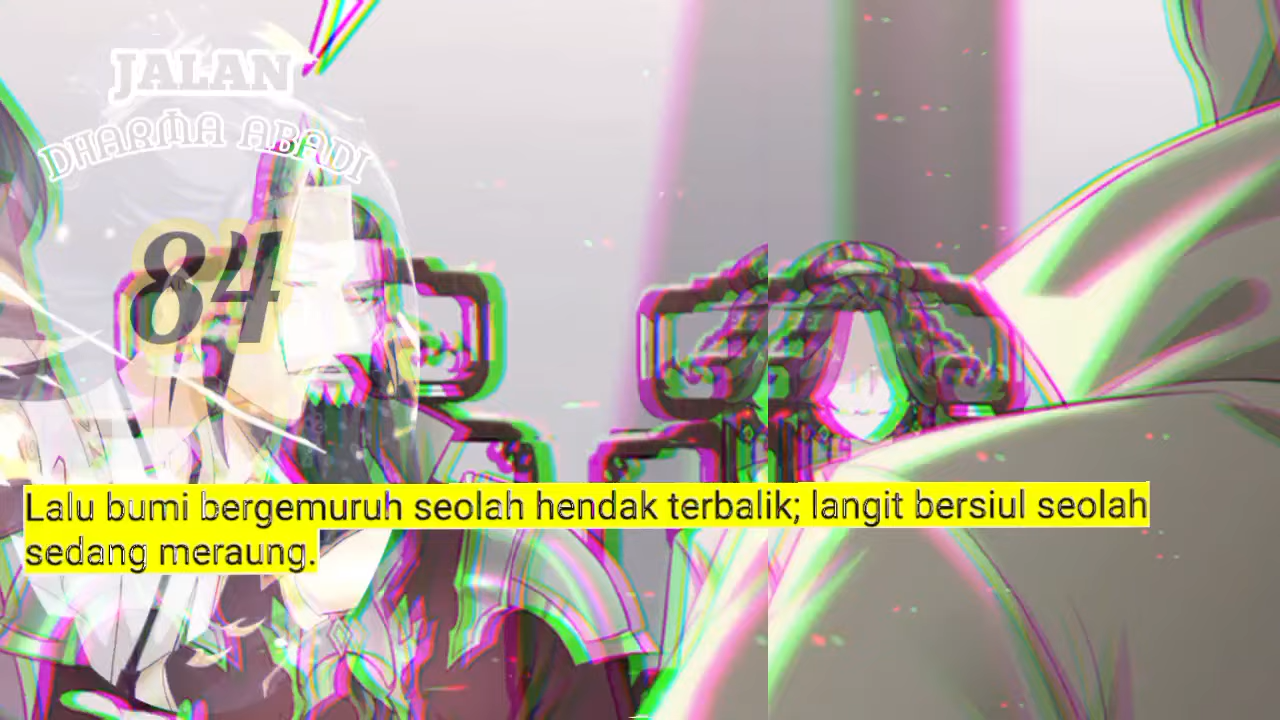 JALAN
DHARMA ABADI
84
Lalu bumi bergemuruh seolah hendak terbalik; langit bersiul seolah
sedang meraung.